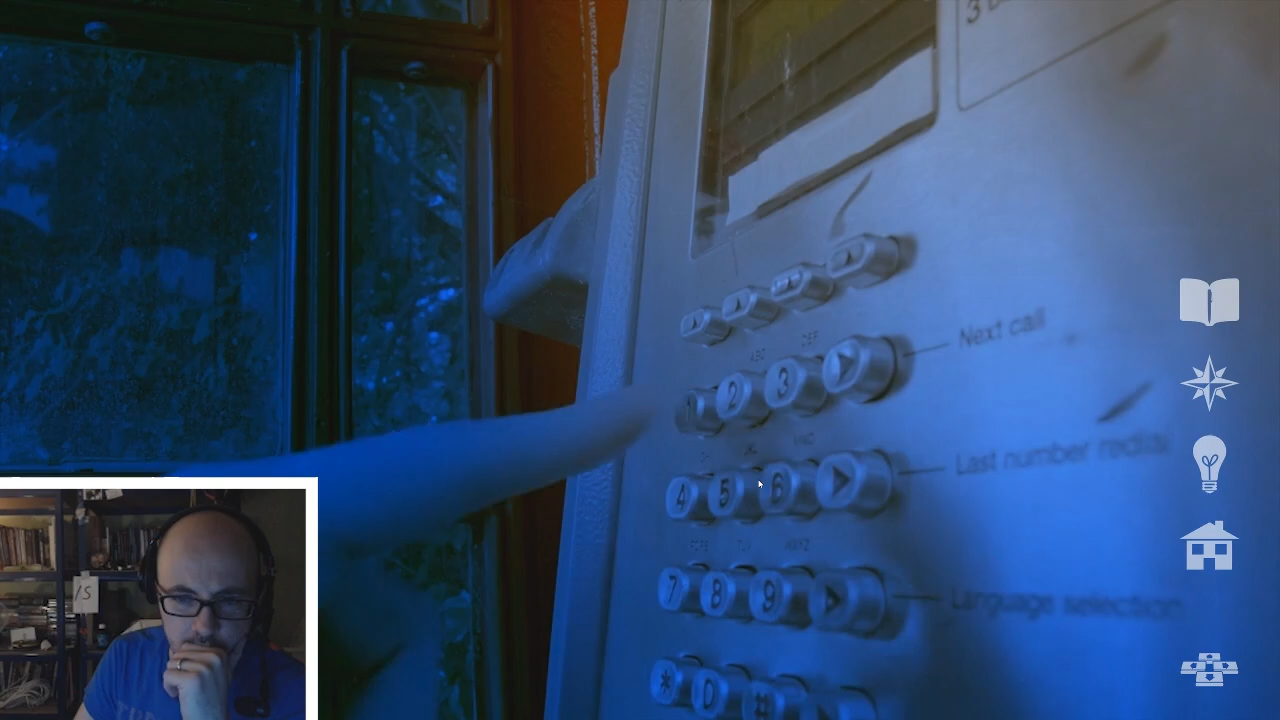 3
ABC DEF
1 2 3
Next call
4 5 6
Last number redial
7 8 9
Language selection
* 0 #
/S